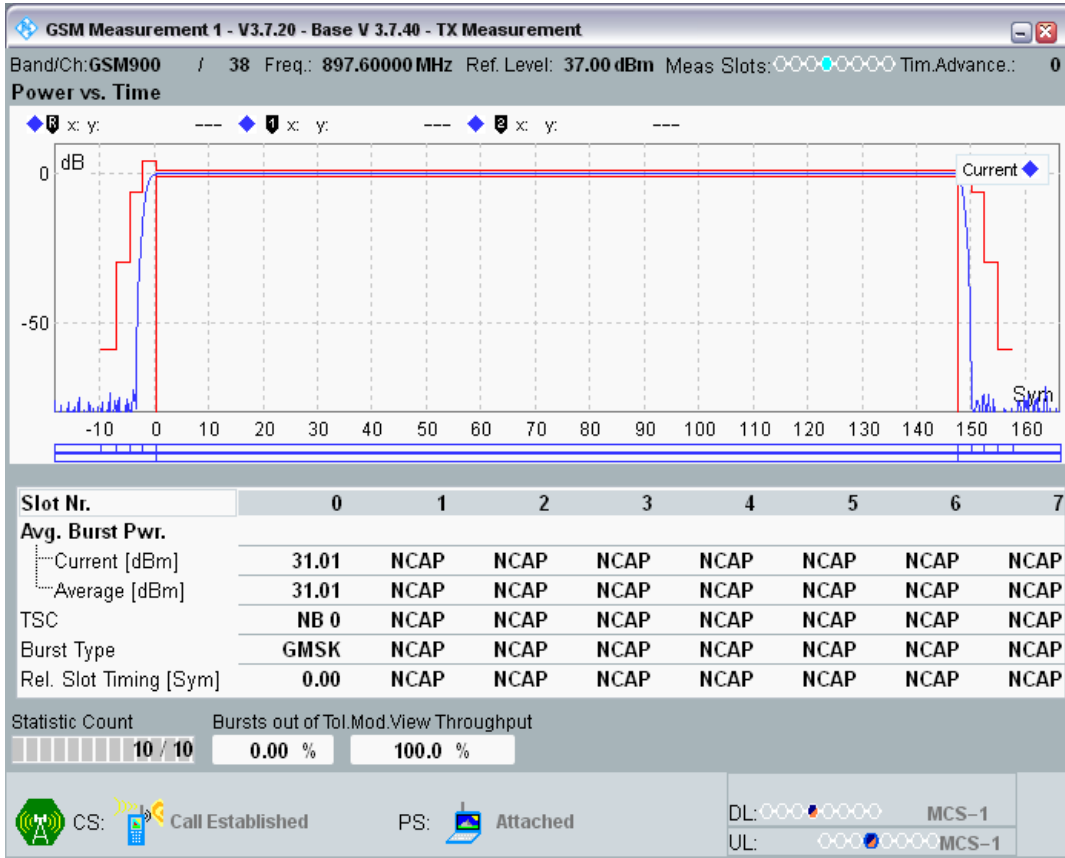 GSM Measurement 1 - V3.7.20 - Base V 3.7.40 - TX Measurement
Band/Ch:GSM900 / 38 Freq.: 897.60000 MHz Ref. Level: 37.00 dBm Meas Slots: Tim.Advance.: 0
Power vs. Time
R x: y: --- 1 x: y: --- 2 x: y: ---
dB
Current
0
-50
Sym
-10 0 10 20 30 40 50 60 70 80 90 100 110 120 130 140 150 160
Slot Nr. 0 1 2 3 4 5 6 7
Avg. Burst Pwr.
Current [dBm] 31.01 NCAP NCAP NCAP NCAP NCAP NCAP NCAP
Average [dBm] 31.01 NCAP NCAP NCAP NCAP NCAP NCAP NCAP
TSC NB 0 NCAP NCAP NCAP NCAP NCAP NCAP NCAP
Burst Type GMSK NCAP NCAP NCAP NCAP NCAP NCAP NCAP
Rel. Slot Timing [Sym] 0.00 NCAP NCAP NCAP NCAP NCAP NCAP NCAP
Statistic Count Bursts out of Tol. Mod.View Throughput
10 / 10 0.00 % 100.0 %
CS: Call Established PS: Attached
DL: MCS-1
UL: MCS-1